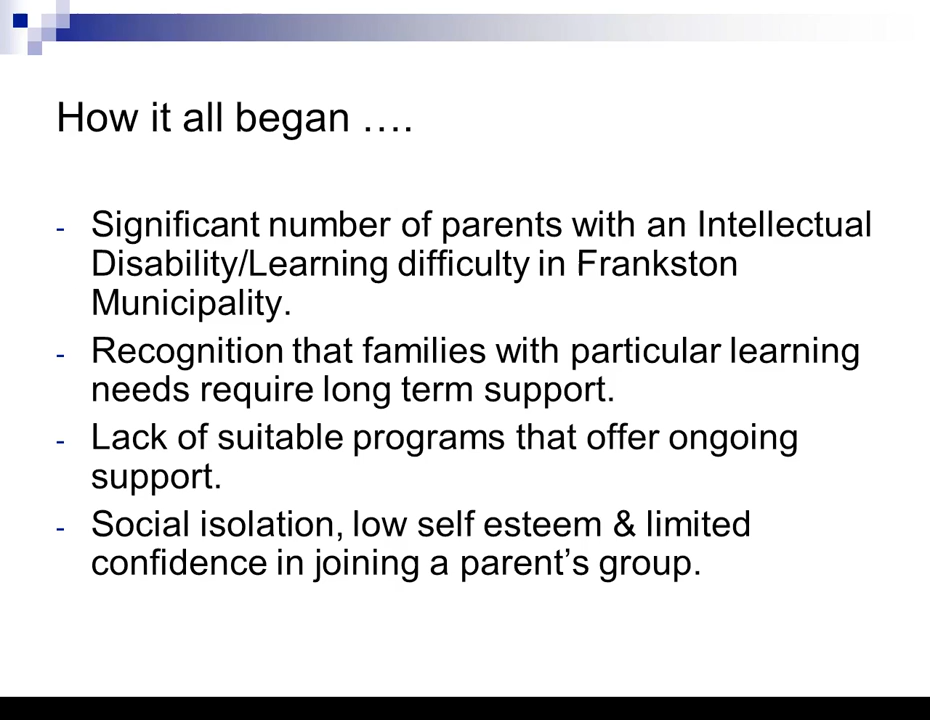 How it all began ….
- Significant number of parents with an Intellectual
Disability/Learning difficulty in Frankston
Municipality.
- Recognition that families with particular learning
needs require long term support.
- Lack of suitable programs that offer ongoing
support.
- Social isolation, low self esteem & limited
confidence in joining a parent’s group.